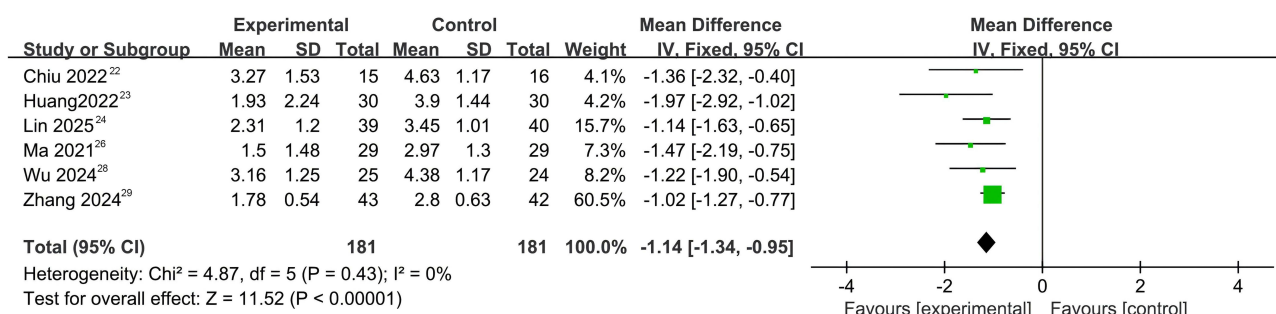 Experimental Control Mean Difference Mean Difference
Study or Subgroup Mean SD Total Mean SD Total Weight IV, Fixed, 95% CI IV, Fixed, 95% CI
Chiu 2022²² 3.27 1.53 15 4.63 1.17 16 4.1% -1.36 [-2.32, -0.40]
Huang2022²³ 1.93 2.24 30 3.9 1.44 30 4.2% -1.97 [-2.92, -1.02]
Lin 2025²⁴ 2.31 1.2 39 3.45 1.01 40 15.7% -1.14 [-1.63, -0.65]
Ma 2021²⁶ 1.5 1.48 29 2.97 1.3 29 7.3% -1.47 [-2.19, -0.75]
Wu 2024²⁸ 3.16 1.25 25 4.38 1.17 24 8.2% -1.22 [-1.90, -0.54]
Zhang 2024²⁹ 1.78 0.54 43 2.8 0.63 42 60.5% -1.02 [-1.27, -0.77]
Total (95% CI) 181 181 100.0% -1.14 [-1.34, -0.95]
Heterogeneity: Chi² = 4.87, df = 5 (P = 0.43); I² = 0%
Test for overall effect: Z = 11.52 (P < 0.00001)
-4 -2 0 2 4
Favours [experimental] Favours [control]